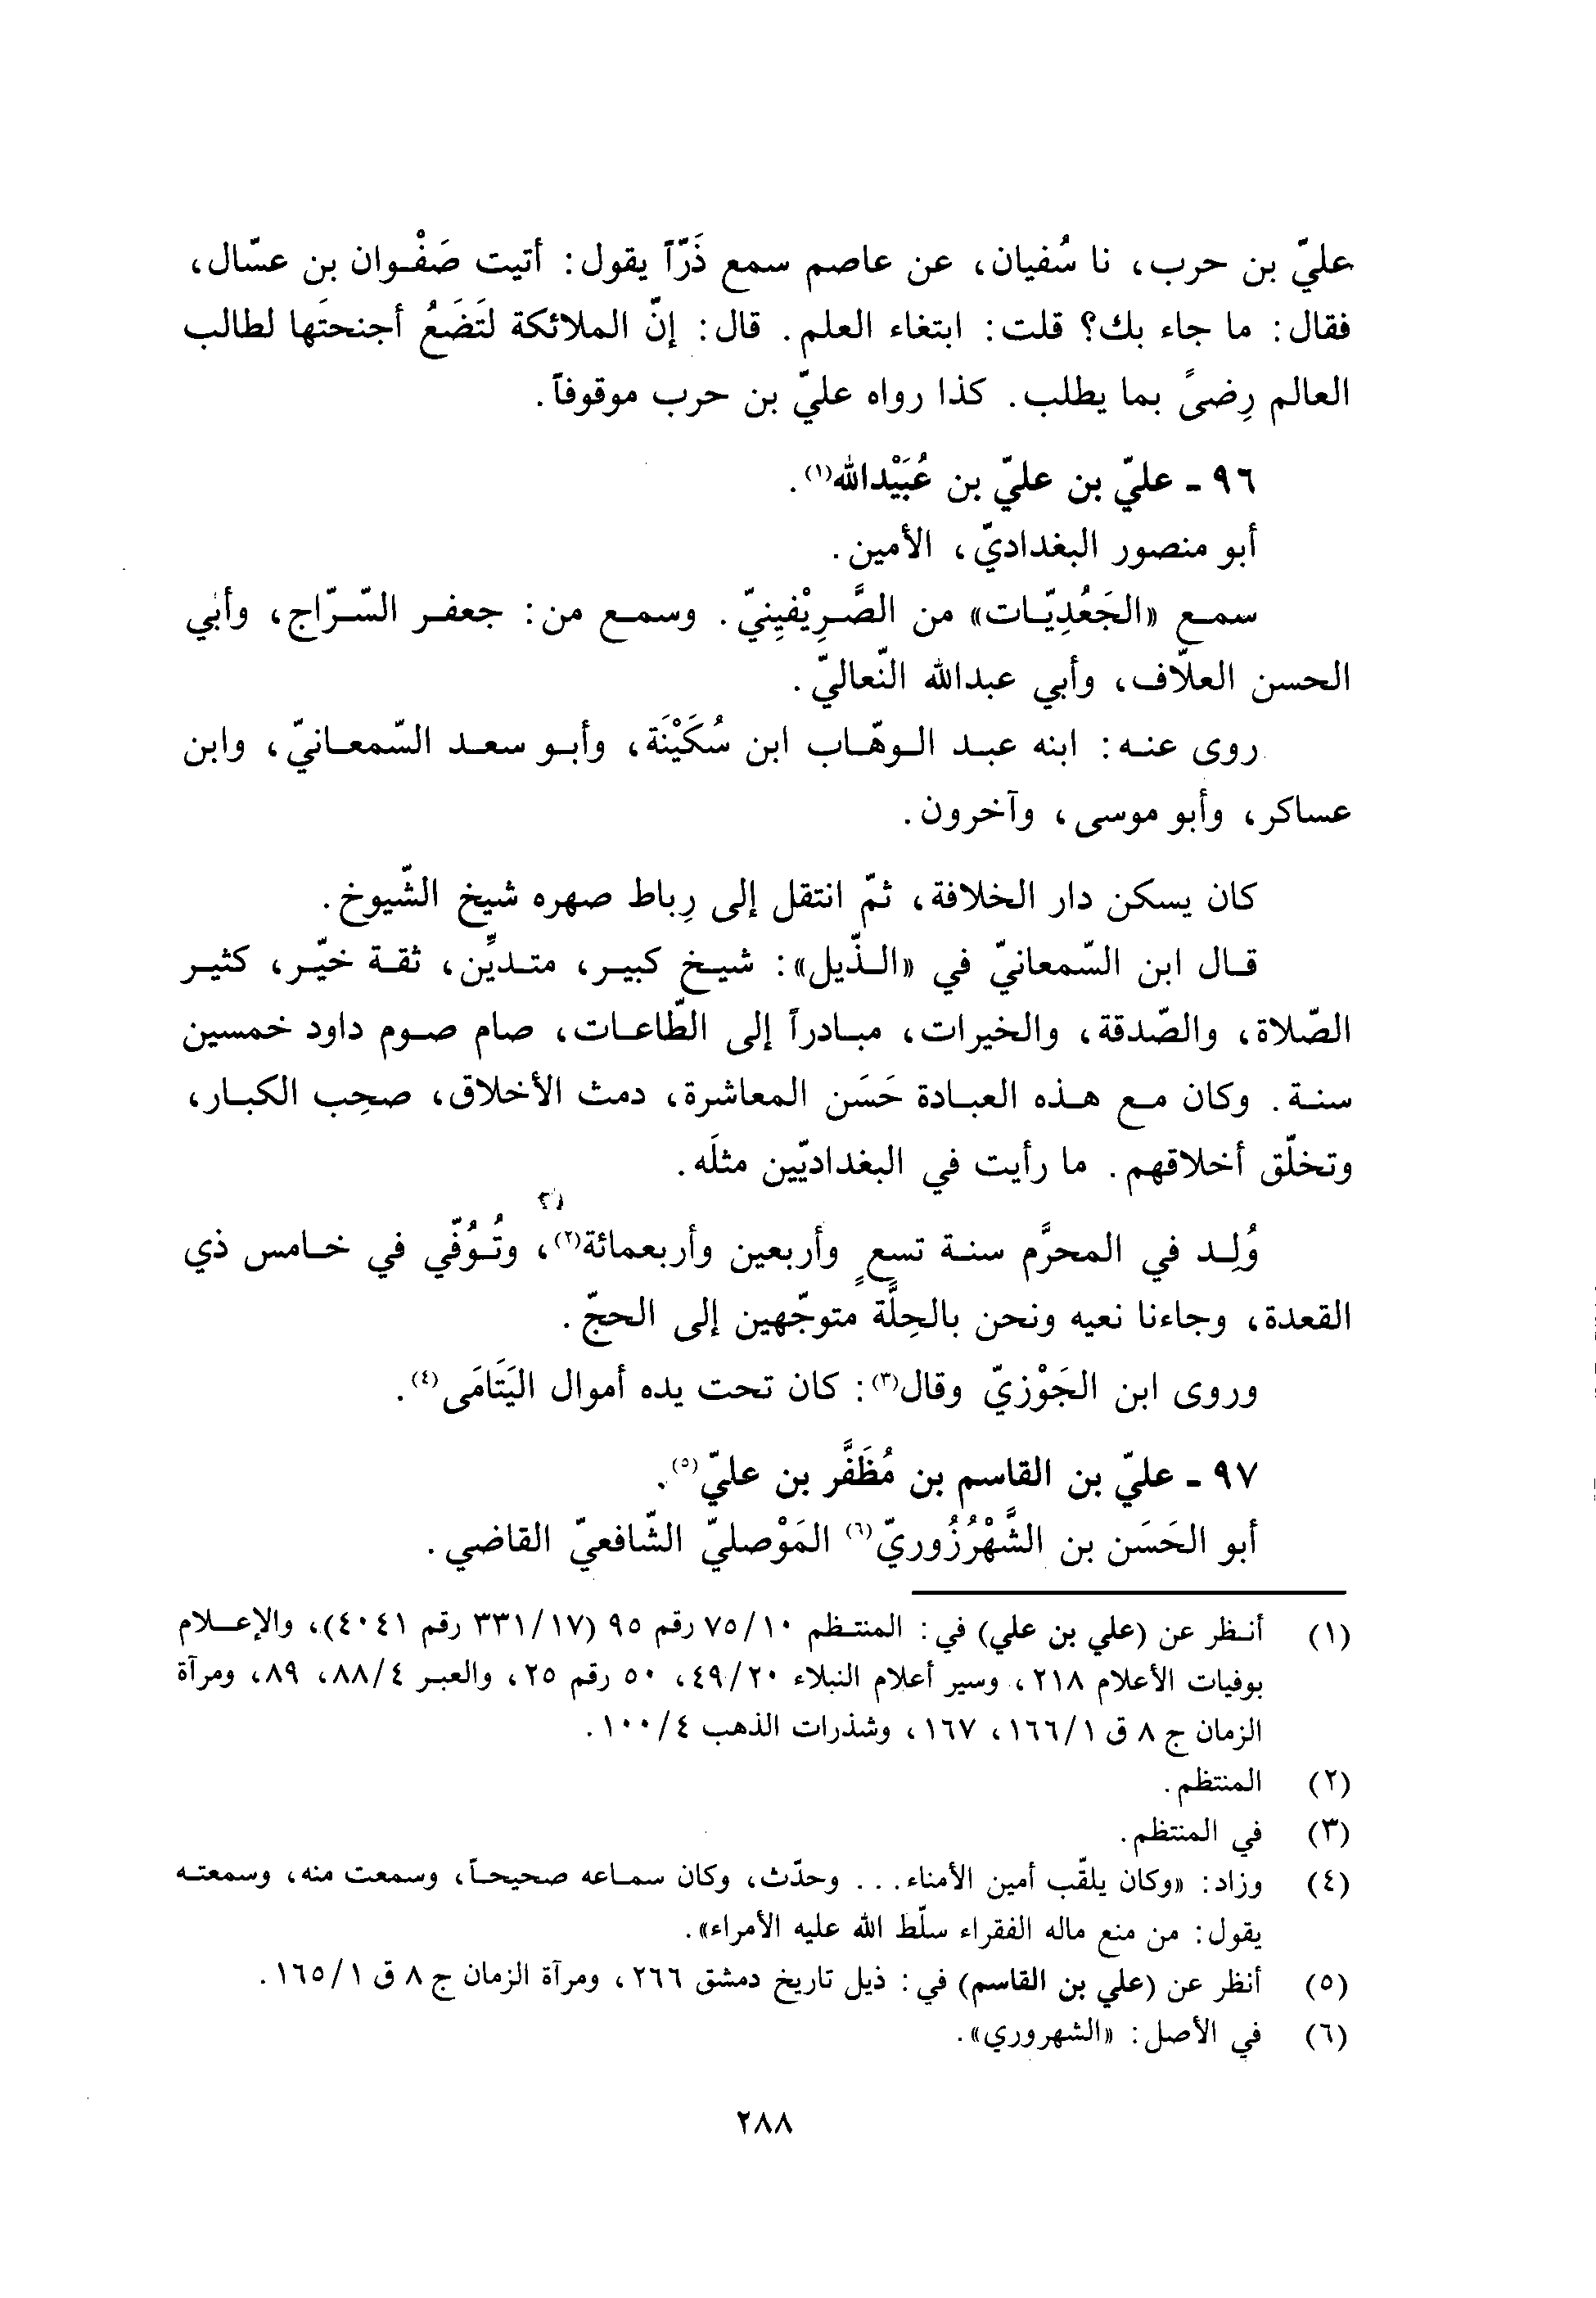 عليّ بن حرب، نا سُفيان، عن عاصم سمع ذَرّاً يقول: أتيت صَفْوان بن عسّال،
فقال: ما جاء بك؟ قلت: ابتغاء العلم. قال: إنّ الملائكة لتَضَعُ أجنحتَها لطالب
العالم رِضىً بما يطلب. كذا رواه عليّ بن حرب موقوفاً.
٩٦ - عليّ بن عليّ بن عُبَيْدالله(١).
أبو منصور البغداديّ، الأمين.
سمع «الجَعْدِيّات» من الصَّرِيْفِينيّ. وسمع من: جعفر السّرّاج، وأبي
الحسن العلّاف، وأبي عبدالله النّعاليّ.
روى عنه: ابنه عبد الوهّاب ابن سُكَيْنَة، وأبو سعد السّمعانيّ، وابن
عساكر، وأبو موسى، وآخرون.
كان يسكن دار الخلافة، ثمّ انتقل إلى رِباط صهره شيخ الشّيوخ.
قال ابن السّمعانيّ في «الذّيل»: شيخ كبير، متديّن، ثقة خيّر، كثير
الصّلاة، والصّدقة، والخيرات، مبادراً إلى الطّاعات، صام صوم داود خمسين
سنة. وكان مع هذه العبادة حَسَن المعاشرة، دمث الأخلاق، صحِب الكبار،
وتخلّق أخلاقهم. ما رأيت في البغداديّين مثلَه.
وُلِد في المحرَّم سنة تسعٍ وأربعين وأربعمائة(٢)، وتُوُفّي في خامس ذي
القعدة، وجاءنا نعيه ونحن بالحِلَّة متوجّهين إلى الحجّ.
وروى ابن الجَوْزيّ وقال(٣): كان تحت يده أموال اليَتَامَى(٤).
٩٧ - عليّ بن القاسم بن مُظَفَّر بن عليّ(٥).
أبو الحَسَن بن الشَّهْرُزُوريّ(٦) المَوْصليّ الشّافعيّ القاضي.
(١) أنظر عن (علي بن علي) في: المنتظم ١٠/ ٧٥ رقم ٩٥ (١٧/ ٣٣١ رقم ٤٠٤١)، والإعلام
بوفيات الأعلام ٢١٨، وسير أعلام النبلاء ٢٠/ ٤٩، ٥٠ رقم ٢٥، والعبر ٤/ ٨٨، ٨٩، ومرآة
الزمان ج ٨ ق ١/ ١٦٦، ١٦٧، وشذرات الذهب ٤/ ١٠٠.
(٢) المنتظم.
(٣) في المنتظم.
(٤) وزاد: «وكان يلقّب أمين الأمناء... وحدّث، وكان سماعه صحيحاً، وسمعت منه، وسمعته
يقول: من منع ماله الفقراء سلّط الله عليه الأمراء».
(٥) أنظر عن (علي بن القاسم) في: ذيل تاريخ دمشق ٢٦٦، ومرآة الزمان ج ٨ ق ١/ ١٦٥.
(٦) في الأصل: «الشهروري».
٢٨٨